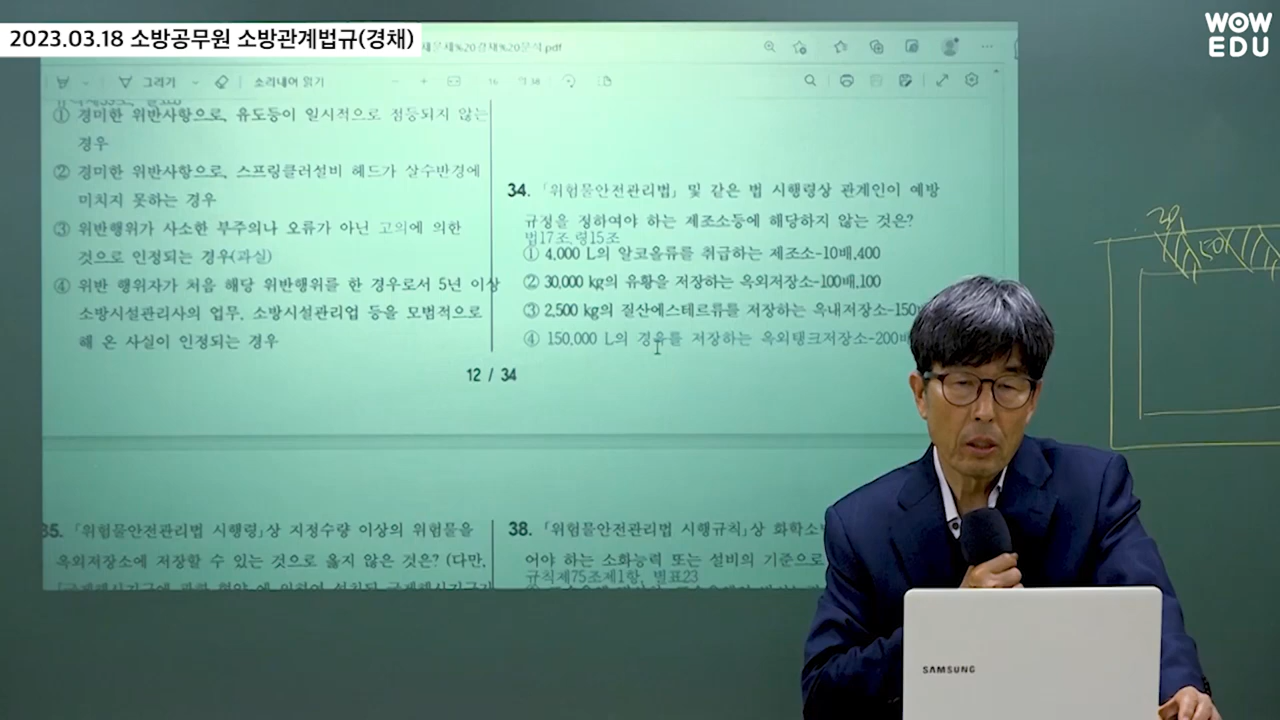 2023.03.18 소방공무원 소방관계법규(경채)
WOW
EDU
그리기
소리내어 읽기
① 경미한 위반사항으로, 유도등이 일시적으로 점등되지 않는
경우
② 경미한 위반사항으로, 스프링클러설비 헤드가 살수반경에
미치지 못하는 경우
③ 위반행위가 사소한 부주의나 오류가 아닌 고의에 의한
것으로 인정되는 경우(과실)
④ 위반 행위자가 처음 해당 위반행위를 한 경우로서 5년 이상
소방시설관리사의 업무, 소방시설관리업 등을 모범적으로
해 온 사실이 인정되는 경우
34. 「위험물안전관리법」 및 같은 법 시행령상 관계인이 예방
규정을 정하여야 하는 제조소등에 해당하지 않는 것은?
법17조,령15조
① 4,000 L의 알코올류를 취급하는 제조소-10배,400
② 30,000 kg의 유황을 저장하는 옥외저장소-100배,100
③ 2,500 kg의 질산에스테르류를 저장하는 옥내저장소-150
④ 150,000 L의 경유를 저장하는 옥외탱크저장소-200배
12 / 34
35. 「위험물안전관리법 시행령」상 지정수량 이상의 위험물을
옥외저장소에 저장할 수 있는 것으로 옳지 않은 것은? (다만,
38. 「위험물안전관리법 시행규칙」상 화학소
어야 하는 소화능력 또는 설비의 기준으로
규칙제75조제1항, 별표23
50
SAMSUNG